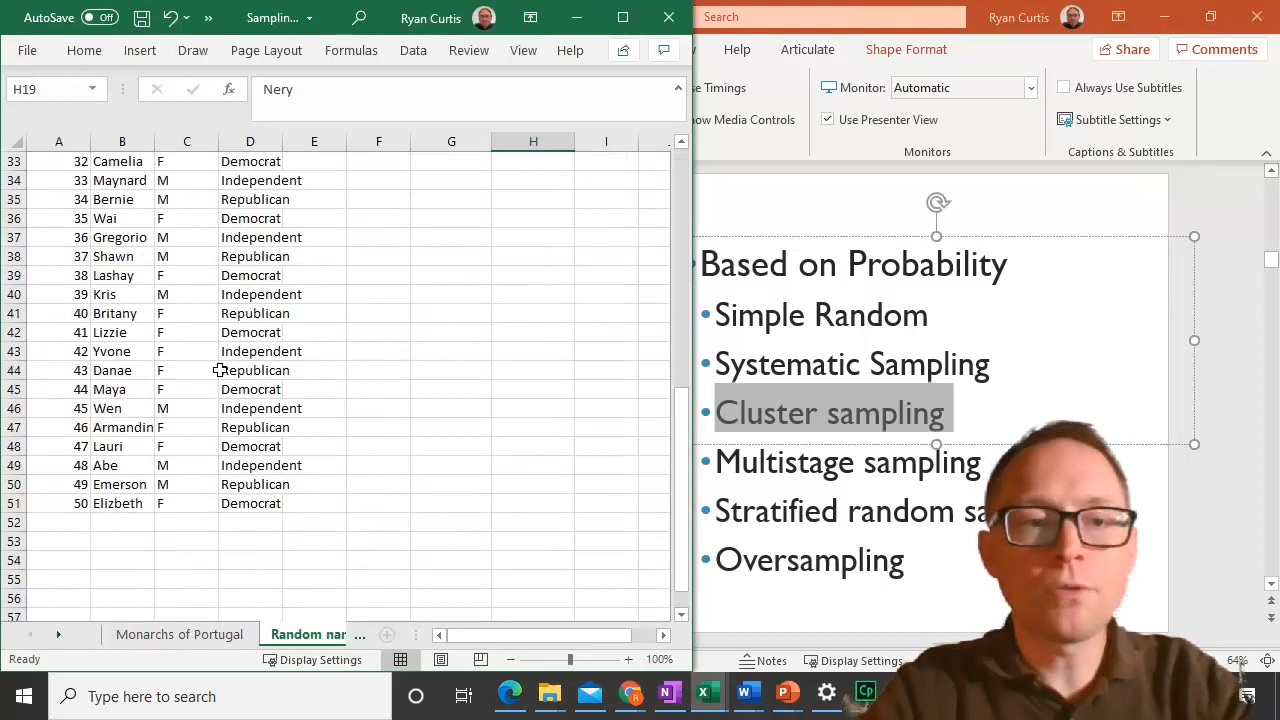 AutoSave Off Samplin... Ryan Curtis
File Home Insert Draw Page Layout Formulas Data Review View Help
H19 fx Nery
A B C D E F G H I
33 32 Camelia F Democrat
34 33 Maynard M Independent
35 34 Bernie M Republican
36 35 Wai F Democrat
37 36 Gregorio M Independent
38 37 Shawn M Republican
39 38 Lashay F Democrat
40 39 Kris M Independent
41 40 Britany F Republican
42 41 Lizzie F Democrat
43 42 Yvone F Independent
44 43 Danae F Republican
45 44 Maya F Democrat
46 45 Wen M Independent
47 46 Armandin F Republican
48 47 Lauri F Democrat
49 48 Abe M Independent
50 49 Emerson M Republican
51 50 Elizbeth F Democrat
52
53
54
55
56
57
Monarchs of Portugal Random nar ...
Ready Display Settings 100%
Search Ryan Curtis
Help Articulate Shape Format Share Comments
se Timings Monitor: Automatic Always Use Subtitles
how Media Controls Use Presenter View Subtitle Settings
Monitors Captions & Subtitles
Based on Probability
• Simple Random
• Systematic Sampling
• Cluster sampling
• Multistage sampling
• Stratified random sa
• Oversampling
Notes Display Settings 64%
Type here to search
Cp